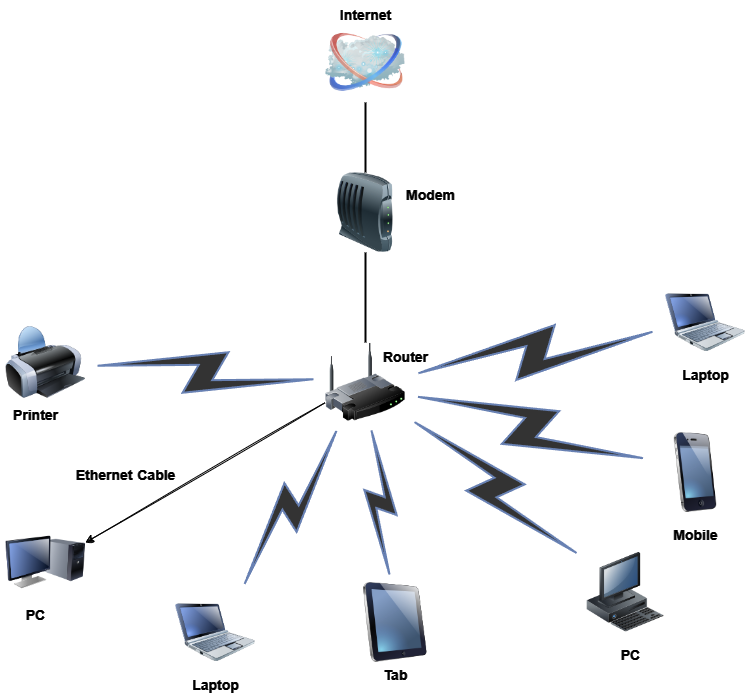 Internet
Modem
Router
Laptop
Printer
Ethernet Cable
Mobile
PC
Laptop
Tab
PC